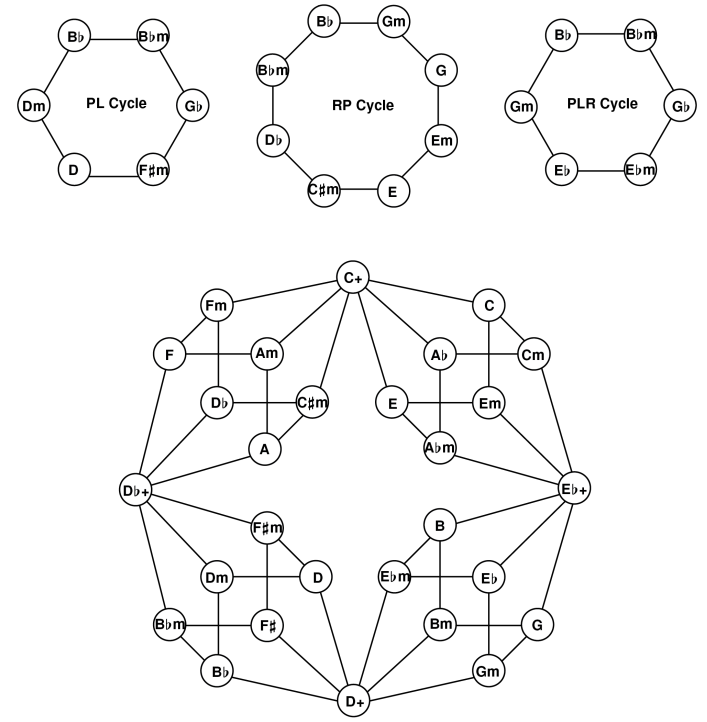 B♭ B♭m
Dm PL Cycle G♭
D F♯m
B♭ Gm
B♭m G
RP Cycle
D♭ Em
C♯m E
B♭ B♭m
Gm PLR Cycle G♭
E♭ E♭m
C+
Fm C
F Am A♭ Cm
D♭ C♯m E Em
A A♭m
D♭+ E♭+
F♯m B
Dm D E♭m E♭
B♭m F♯ Bm G
B♭ Gm
D+